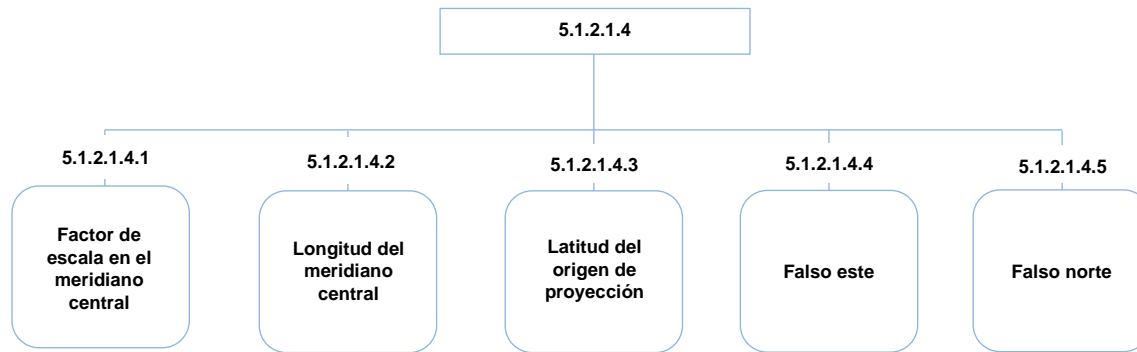 5.1.2.1.4
5.1.2.1.4.1
Factor de
escala en el
meridiano
central
5.1.2.1.4.2
Longitud del
meridiano
central
5.1.2.1.4.3
Latitud del
origen de
proyección
5.1.2.1.4.4
Falso este
5.1.2.1.4.5
Falso norte